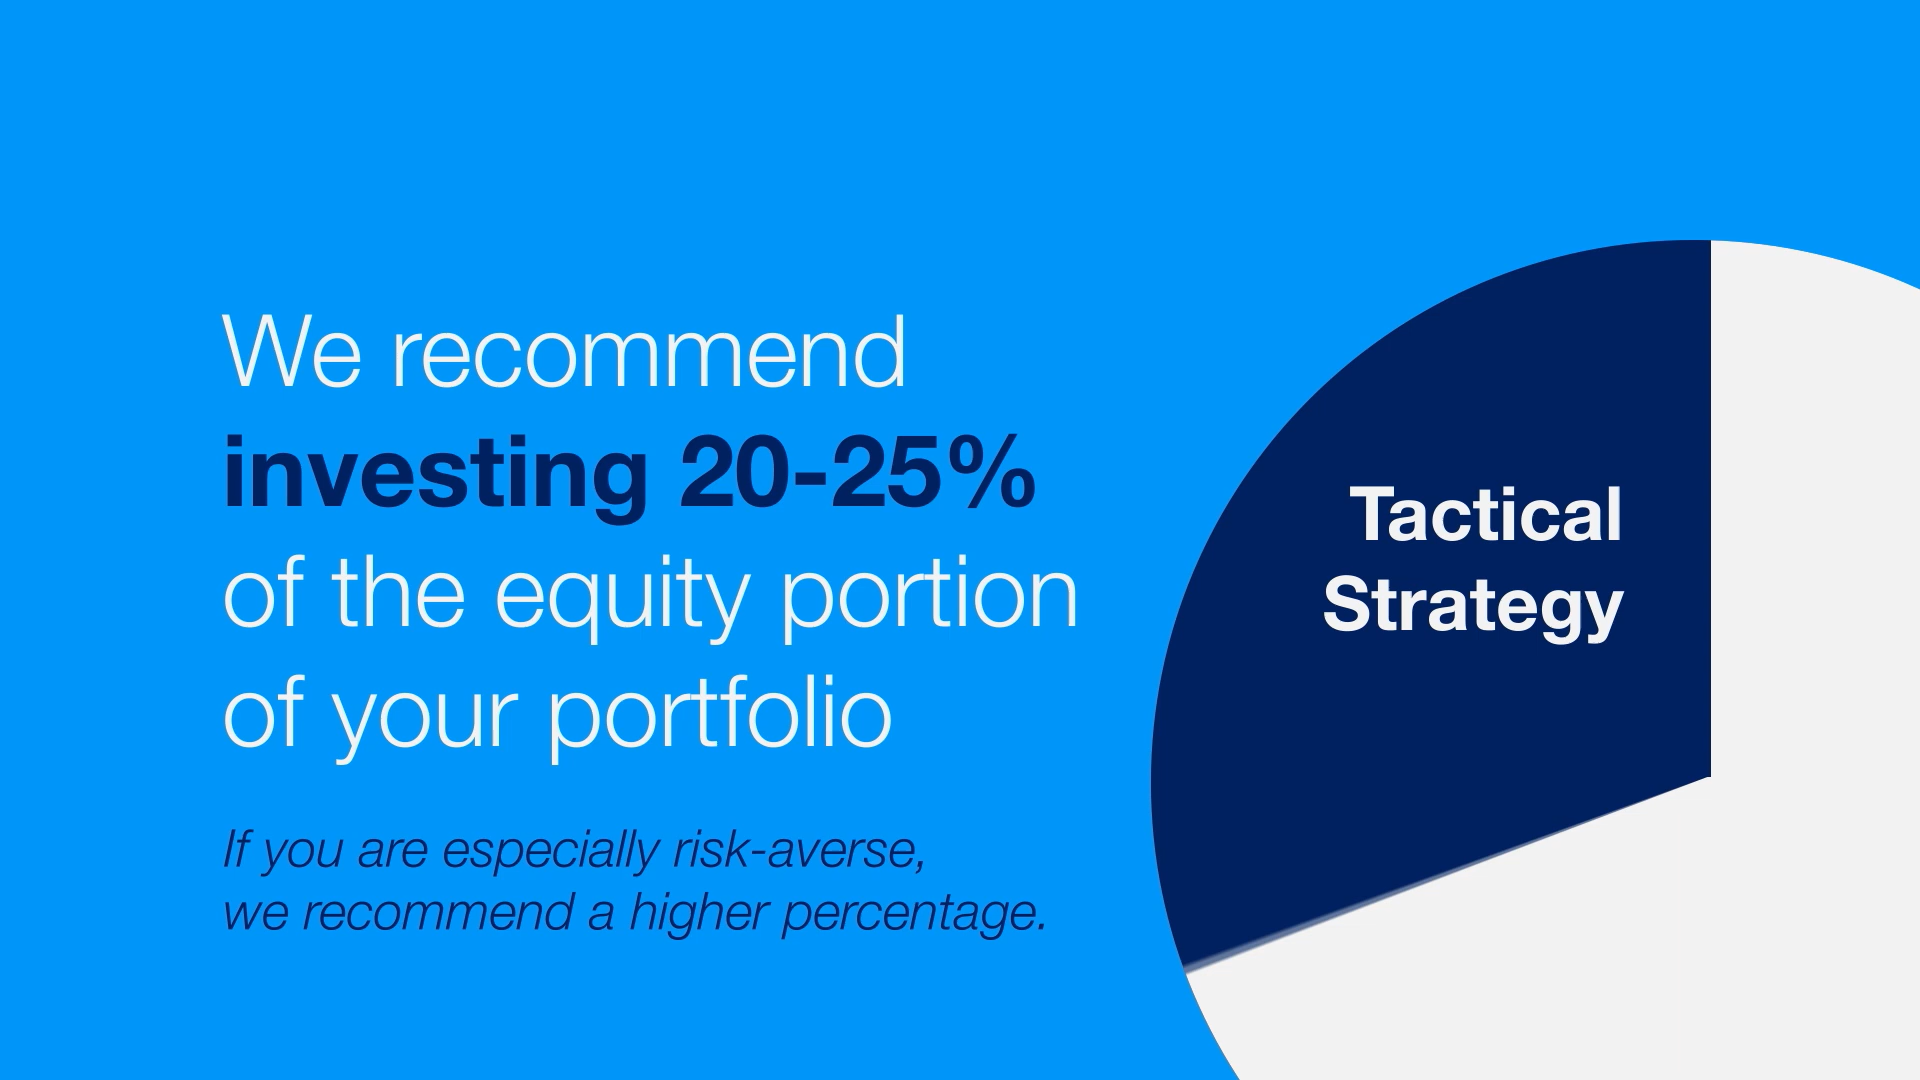 We recommend
investing 20-25%
of the equity portion
of your portfolio
If you are especially risk-averse,
we recommend a higher percentage.
Tactical
Strategy